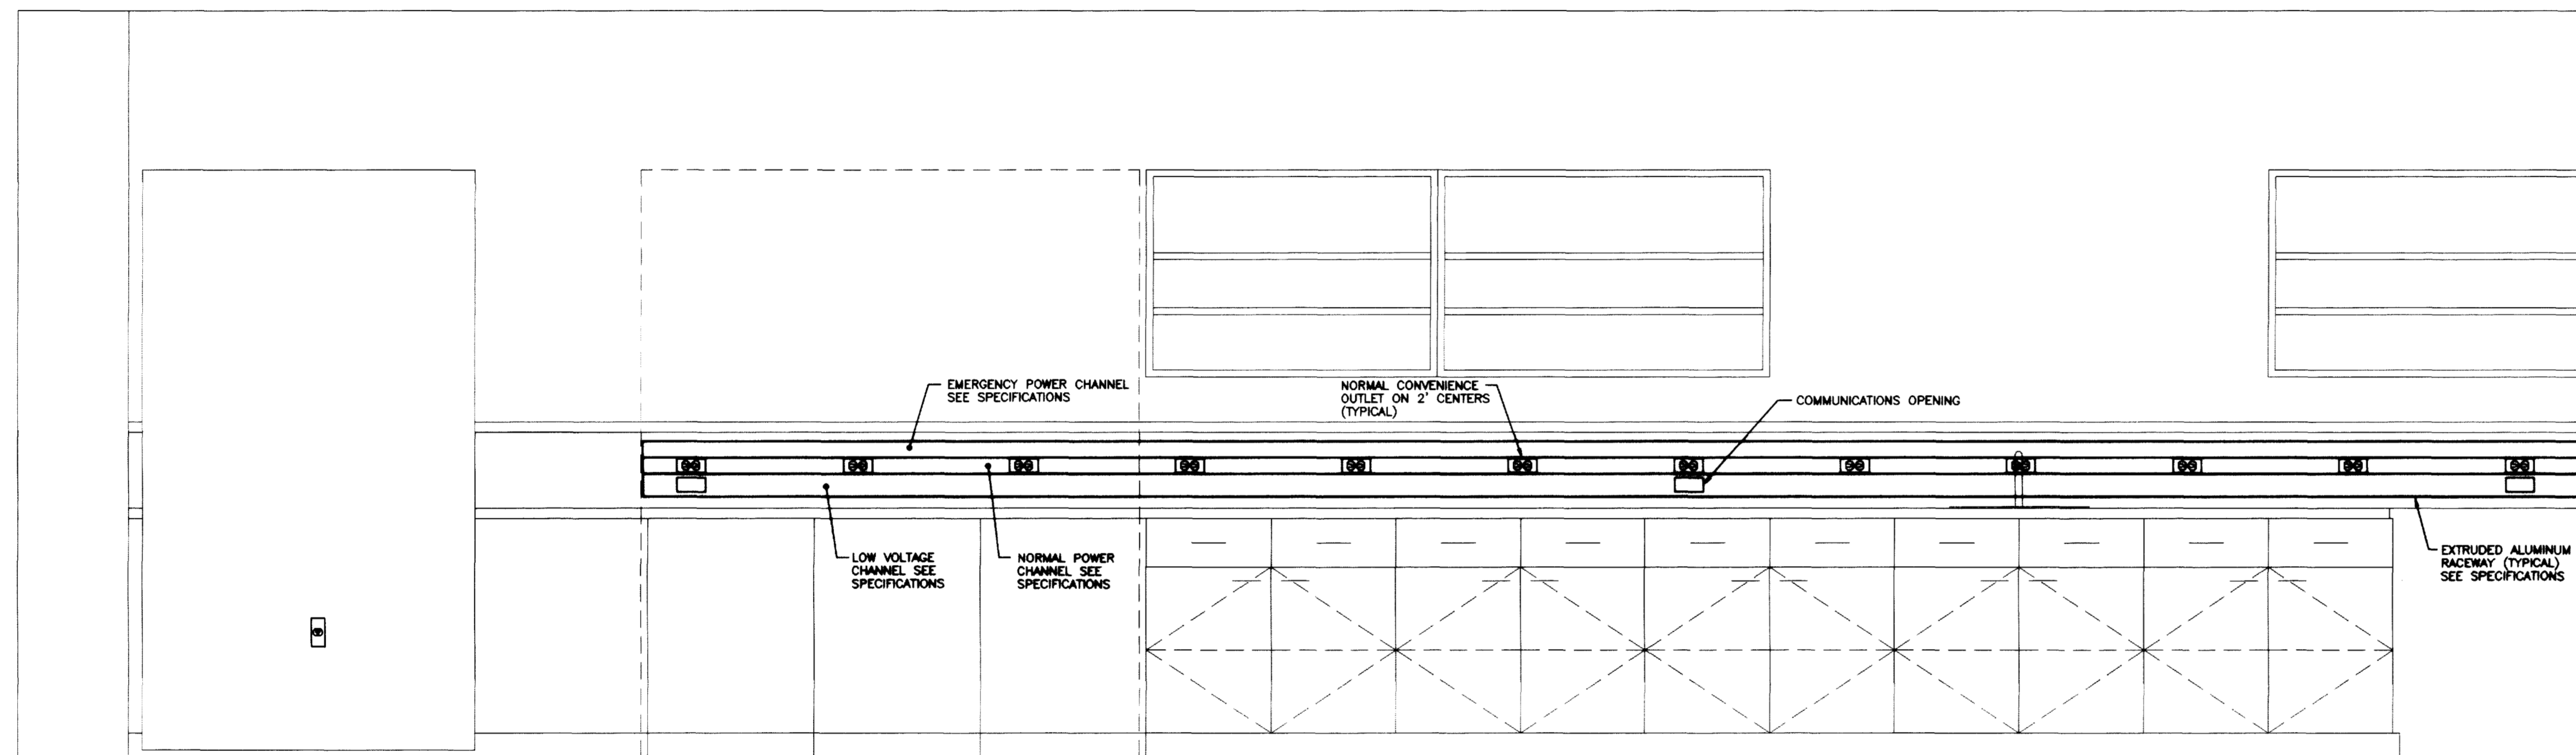 EMERGENCY POWER CHANNEL
SEE SPECIFICATIONS
NORMAL CONVENIENCE
OUTLET ON 2' CENTERS
(TYPICAL)
COMMUNICATIONS OPENING
LOW VOLTAGE
CHANNEL SEE
SPECIFICATIONS
NORMAL POWER
CHANNEL SEE
SPECIFICATIONS
EXTRUDED ALUMINUM
RACEWAY (TYPICAL)
SEE SPECIFICATIONS